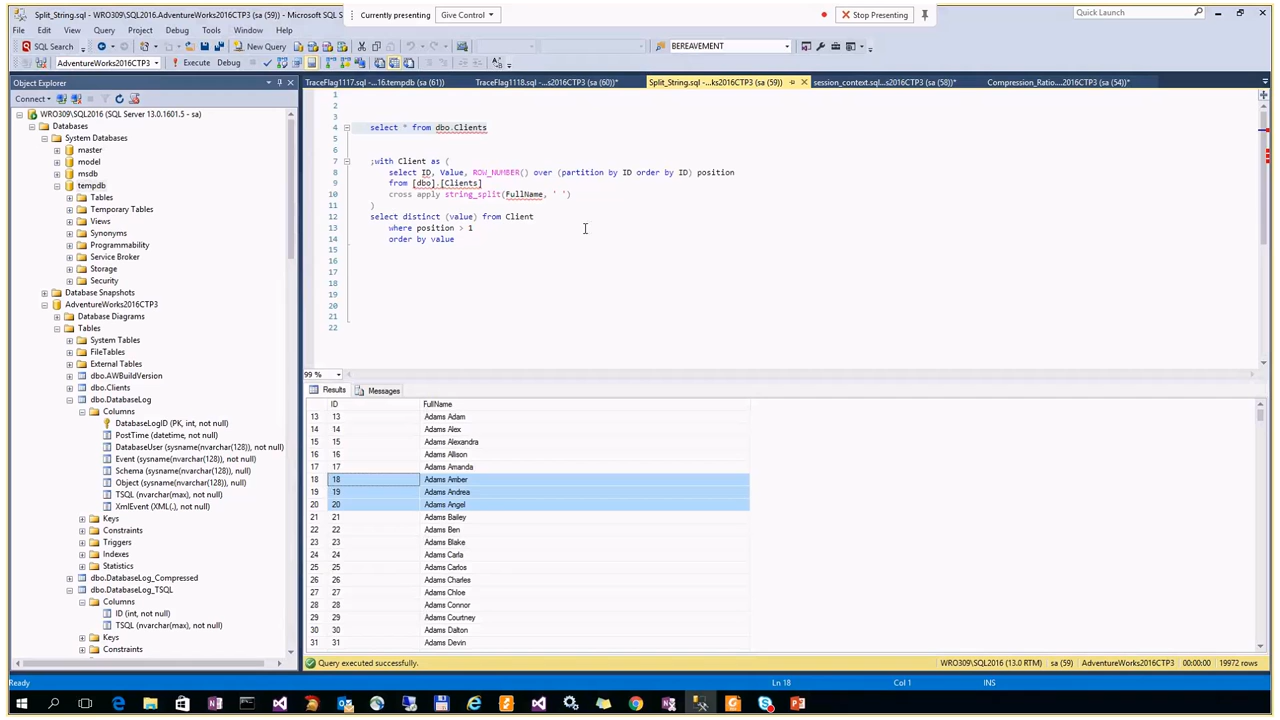 Split_String.sql - WRO309\SQL2016.AdventureWorks2016CTP3 (sa (59))* - Microsoft SQL
Currently presenting
Give Control
Stop Presenting
Quick Launch
File Edit View Query Project Debug Tools Window Help
SQL Search
New Query
BEREAVEMENT
AdventureWorks2016CTP3
Execute
Debug
Object Explorer
TraceFlag1117.sql -...16.tempdb (sa (61))
TraceFlag1118.sql -...s2016CTP3 (sa (60))*
Split_String.sql -...ks2016CTP3 (sa (59))*
session_context.sql...s2016CTP3 (sa (58))*
Compression_Ratio....2016CTP3 (sa (54))*
Connect
WRO309\SQL2016 (SQL Server 13.0.1601.5 - sa)
Databases
System Databases
master
model
msdb
tempdb
Tables
Temporary Tables
Views
Synonyms
Programmability
Service Broker
Storage
Security
Database Snapshots
AdventureWorks2016CTP3
Database Diagrams
Tables
System Tables
FileTables
External Tables
dbo.AWBuildVersion
dbo.Clients
dbo.DatabaseLog
Columns
DatabaseLogID (PK, int, not null)
PostTime (datetime, not null)
DatabaseUser (sysname(nvarchar(128)), not null)
Event (sysname(nvarchar(128)), not null)
Schema (sysname(nvarchar(128)), null)
Object (sysname(nvarchar(128)), null)
TSQL (nvarchar(max), not null)
XmlEvent (XML(.), not null)
Keys
Constraints
Triggers
Indexes
Statistics
dbo.DatabaseLog_Compressed
dbo.DatabaseLog_TSQL
Columns
ID (int, not null)
TSQL (nvarchar(max), not null)
Keys
Constraints
1
2
3
4 select * from dbo.Clients
5
6
7 ;with Client as (
8 select ID, Value, ROW_NUMBER() over (partition by ID order by ID) position
9 from [dbo].[Clients]
10 cross apply string_split(FullName, ' ')
11 )
12 select distinct (value) from Client
13 where position > 1
14 order by value
15
16
17
18
19
20
21
22
99 %
Results
Messages
ID FullName
13 13 Adams Adam
14 14 Adams Alex
15 15 Adams Alexandra
16 16 Adams Allison
17 17 Adams Amanda
18 18 Adams Amber
19 19 Adams Andrea
20 20 Adams Angel
21 21 Adams Bailey
22 22 Adams Ben
23 23 Adams Blake
24 24 Adams Carla
25 25 Adams Carlos
26 26 Adams Charles
27 27 Adams Chloe
28 28 Adams Connor
29 29 Adams Courtney
30 30 Adams Dalton
31 31 Adams Devin
Query executed successfully.
WRO309\SQL2016 (13.0 RTM) sa (59) AdventureWorks2016CTP3 00:00:00 19972 rows
Ready
Ln 18
Col 1
INS